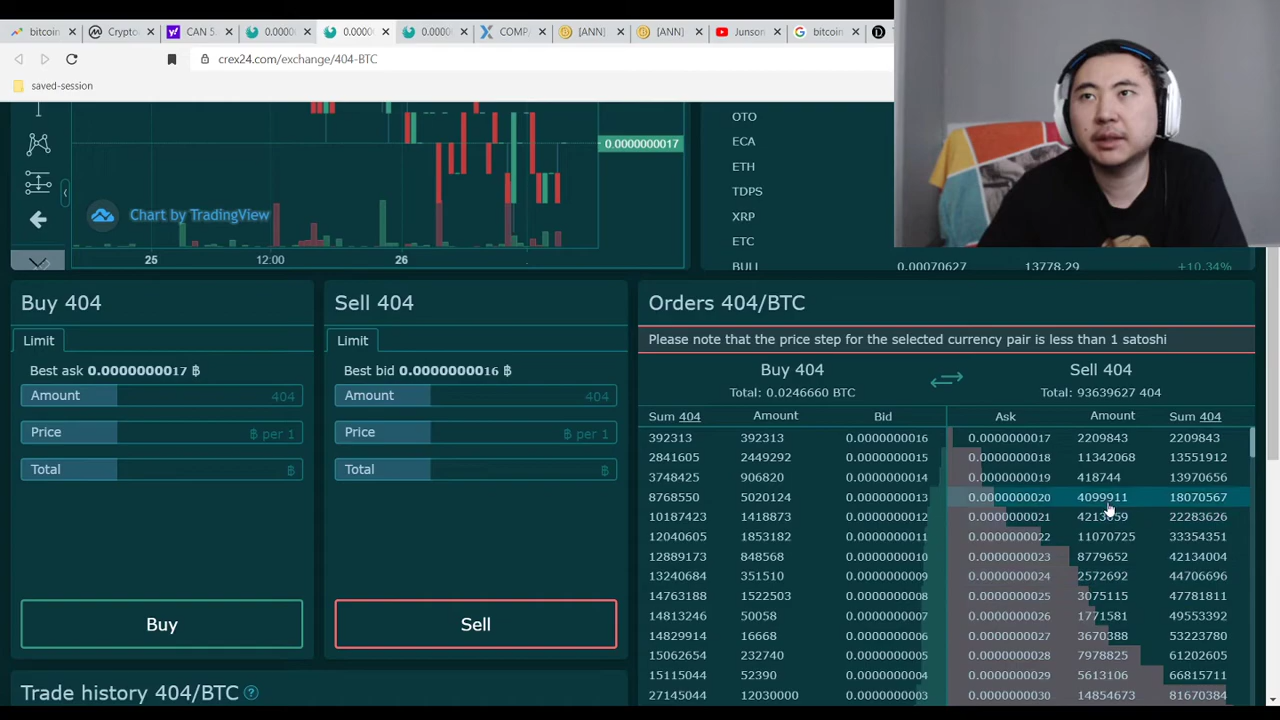 bitcoin
Crypto
CAN 5
0.0000
0.0000
0.0000
COMP
[ANN]
[ANN]
Junson
bitcoin
crex24.com/exchange/404-BTC
saved-session
0.0000000017
Chart by TradingView
25 12:00 26
OTO
ECA
ETH
TDPS
XRP
ETC
BULL 0.00070627 13778.29 +10.34%
Buy 404
Limit
Best ask 0.0000000017 ₿
Amount 404
Price ₿ per 1
Total ₿
Buy
Sell 404
Limit
Best bid 0.0000000016 ₿
Amount 404
Price ₿ per 1
Total ₿
Sell
Orders 404/BTC
Please note that the price step for the selected currency pair is less than 1 satoshi
Buy 404 Sell 404
Total: 0.0246660 BTC Total: 93639627 404
Sum 404 Amount Bid Ask Amount Sum 404
392313 392313 0.0000000016 0.0000000017 2209843 2209843
2841605 2449292 0.0000000015 0.0000000018 11342068 13551912
3748425 906820 0.0000000014 0.0000000019 418744 13970656
8768550 5020124 0.0000000013 0.0000000020 4099911 18070567
10187423 1418873 0.0000000012 0.0000000021 4213059 22283626
12040605 1853182 0.0000000011 0.0000000022 11070725 33354351
12889173 848568 0.0000000010 0.0000000023 8779652 42134004
13240684 351510 0.0000000009 0.0000000024 2572692 44706696
14763188 1522503 0.0000000008 0.0000000025 3075115 47781811
14813246 50058 0.0000000007 0.0000000026 1771581 49553392
14829914 16668 0.0000000006 0.0000000027 3670388 53223780
15062654 232740 0.0000000005 0.0000000028 7978825 61202605
15115044 52390 0.0000000004 0.0000000029 5613106 66815711
27145044 12030000 0.0000000003 0.0000000030 14854673 81670384
Trade history 404/BTC ?